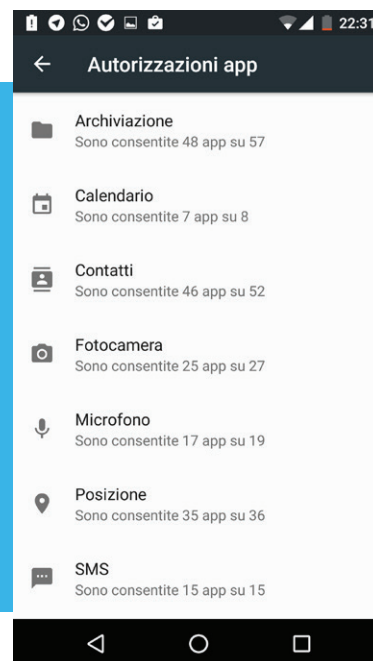 22:31
Autorizzazioni app
Archiviazione
Sono consentite 48 app su 57
Calendario
Sono consentite 7 app su 8
Contatti
Sono consentite 46 app su 52
Fotocamera
Sono consentite 25 app su 27
Microfono
Sono consentite 17 app su 19
Posizione
Sono consentite 35 app su 36
SMS
Sono consentite 15 app su 15